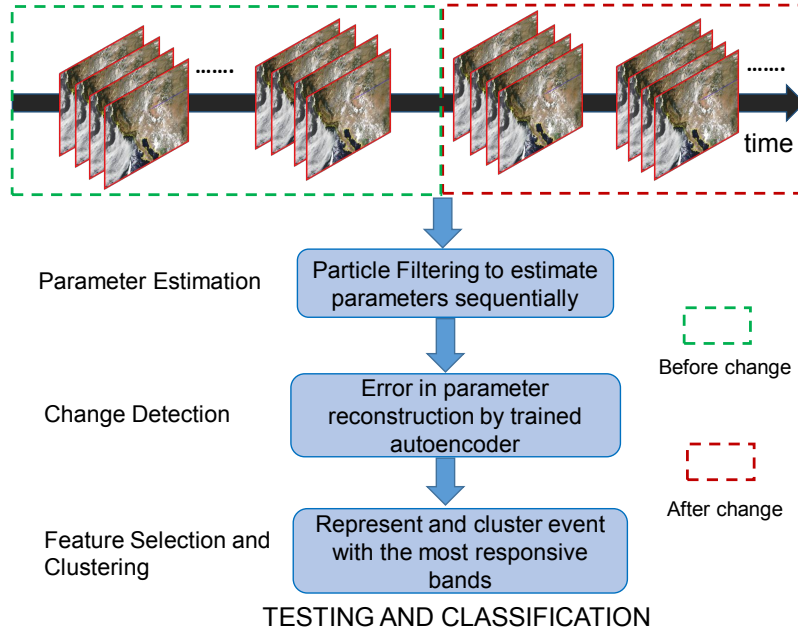 .......
.......
time
Parameter Estimation
Particle Filtering to estimate
parameters sequentially
Before change
Change Detection
Error in parameter
reconstruction by trained
autoencoder
After change
Feature Selection and
Clustering
Represent and cluster event
with the most responsive
bands
TESTING AND CLASSIFICATION